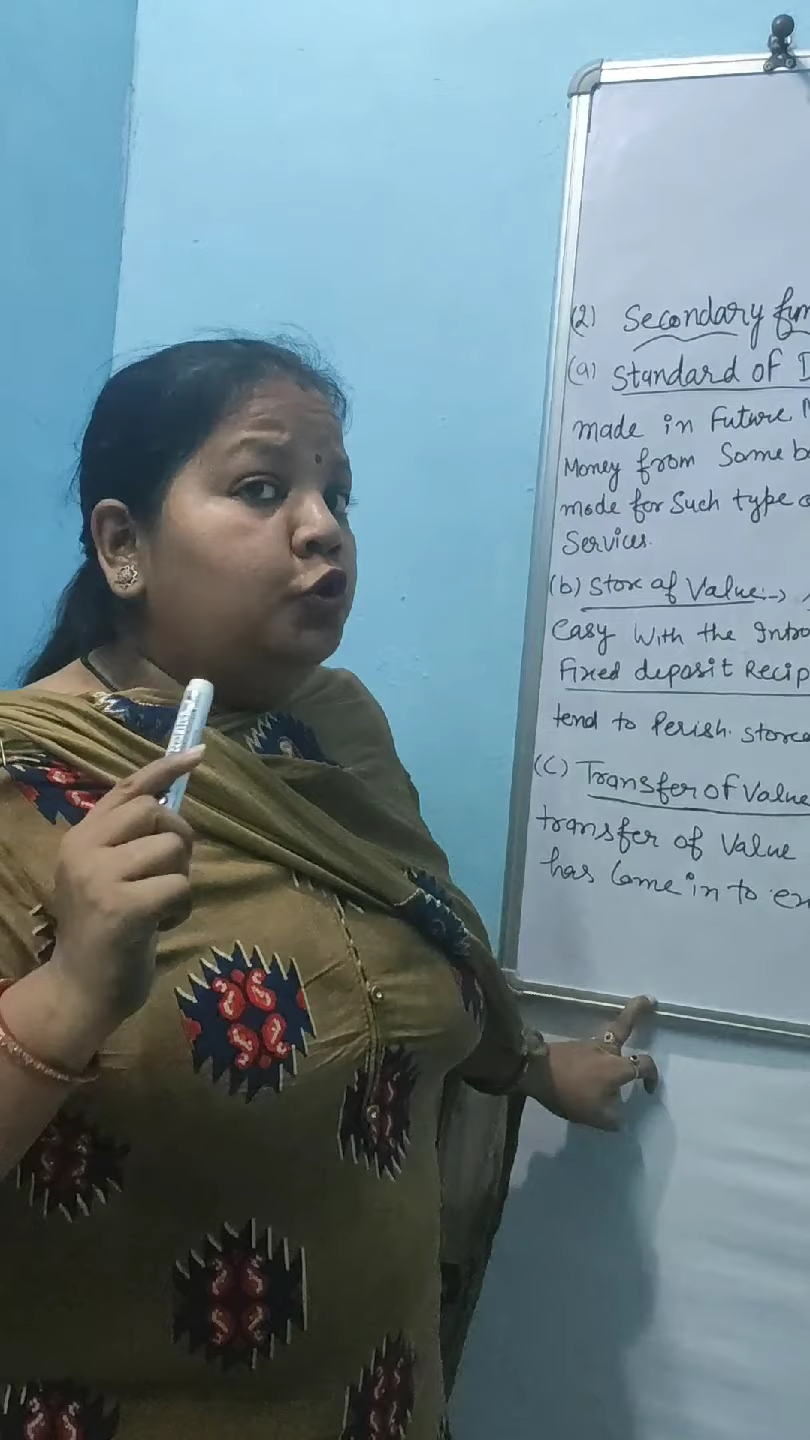 (2) Secondary fun
(a) Standard of D
made in Future M
Money from Some b
mode for Such type o
Services.
(b) Store of Value :->
easy With the Intro
Fixed deposit Recip
tend to Perish. store
(C) Transfer of Value
transfer of Value
has Come in to ex